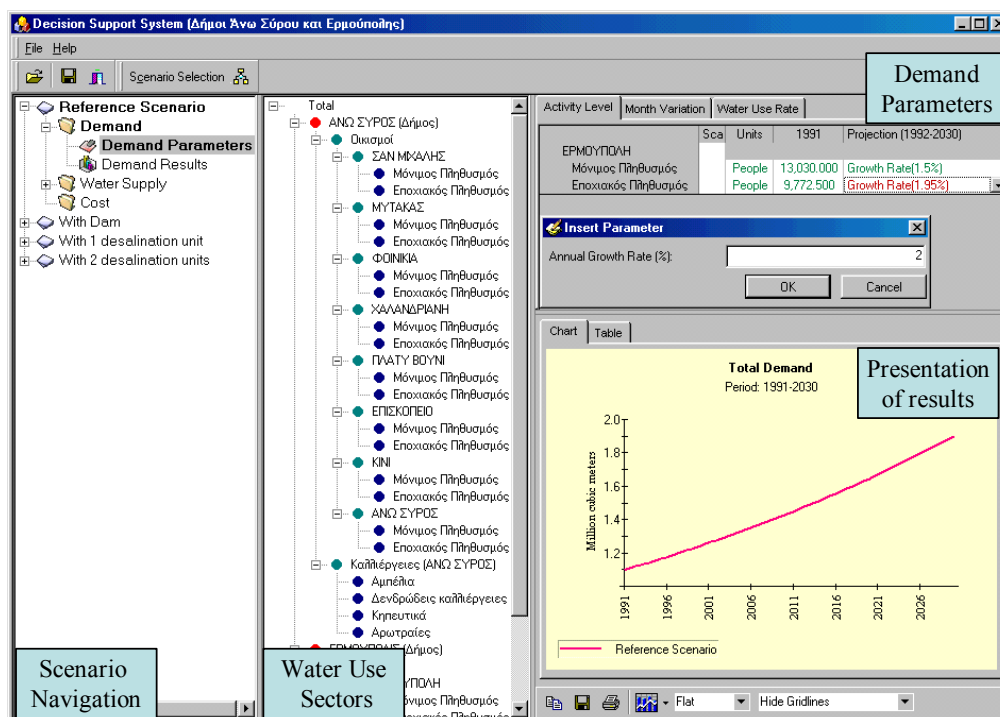 Decision Support System (Δήμοι Άνω Σύρου και Ερμούπολης)
File Help
Scenario Selection
Demand
Parameters
Reference Scenario
Demand
Demand Parameters
Demand Results
Water Supply
Cost
With Dam
With 1 desalination unit
With 2 desalination units
Scenario
Navigation
Total
ΑΝΩ ΣΥΡΟΣ (Δήμος)
Οικισμοί
ΣΑΝ ΜΙΧΑΛΗΣ
Μόνιμος Πληθυσμός
Εποχιακός Πληθυσμός
ΜΥΤΑΚΑΣ
Μόνιμος Πληθυσμός
Εποχιακός Πληθυσμός
ΦΟΙΝΙΚΙΑ
Μόνιμος Πληθυσμός
Εποχιακός Πληθυσμός
ΧΑΛΑΝΔΡΙΑΝΗ
Μόνιμος Πληθυσμός
Εποχιακός Πληθυσμός
ΠΛΑΤΥ ΒΟΥΝΙ
Μόνιμος Πληθυσμός
Εποχιακός Πληθυσμός
ΕΠΙΣΚΟΠΕΙΟ
Μόνιμος Πληθυσμός
Εποχιακός Πληθυσμός
ΚΙΝΙ
Μόνιμος Πληθυσμός
Εποχιακός Πληθυσμός
ΑΝΩ ΣΥΡΟΣ
Μόνιμος Πληθυσμός
Εποχιακός Πληθυσμός
Καλλιέργειες (ΑΝΩ ΣΥΡΟΣ)
Αμπέλια
Δενδρώδεις καλλιέργειες
Κηπευτικά
Αρωτραίες
(Δήμος)
Πληθυσμός
Πληθυσμός
Water Use
Sectors
Activity Level Month Variation Water Use Rate
Sca Units 1991 Projection (1992-2030)
ΕΡΜΟΥΠΟΛΗ
Μόνιμος Πληθυσμός People 13,030.000 Growth Rate(1.5%)
Εποχιακός Πληθυσμός People 9,772.500 Growth Rate(1.95%)
Insert Parameter
Annual Growth Rate (%): 2
OK Cancel
Chart Table
Presentation
of results
Total Demand
Period: 1991-2030
Million cubic meters
2.0
1.8
1.6
1.4
1.2
1991 1996 2001 2006 2011 2016 2021 2026
Reference Scenario
Flat Hide Gridlines